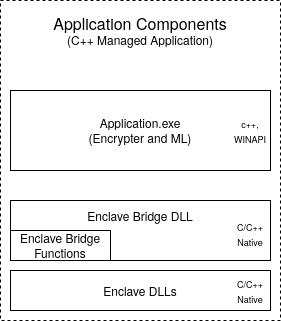 Application Components
(C++ Managed Application)
Application.exe
(Encrypter and ML)
c++,
WINAPI
Enclave Bridge DLL
C/C++
Native
Enclave Bridge
Functions
Enclave DLLs
C/C++
Native